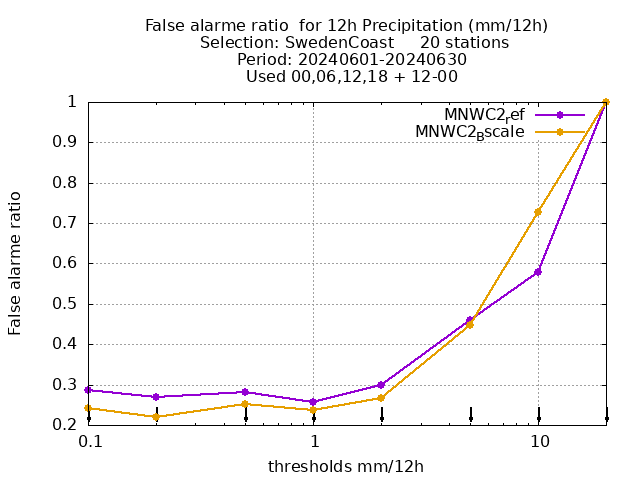 False alarme ratio  for 12h Precipitation (mm/12h)
Selection: SwedenCoast     20 stations
Period: 20240601-20240630
Used 00,06,12,18 + 12-00
1
0.9
0.8
0.7
0.6
0.5
0.4
0.3
0.2
False alarme ratio
MNWC2ref
MNWC2Bscale
0.1
1
10
thresholds mm/12h